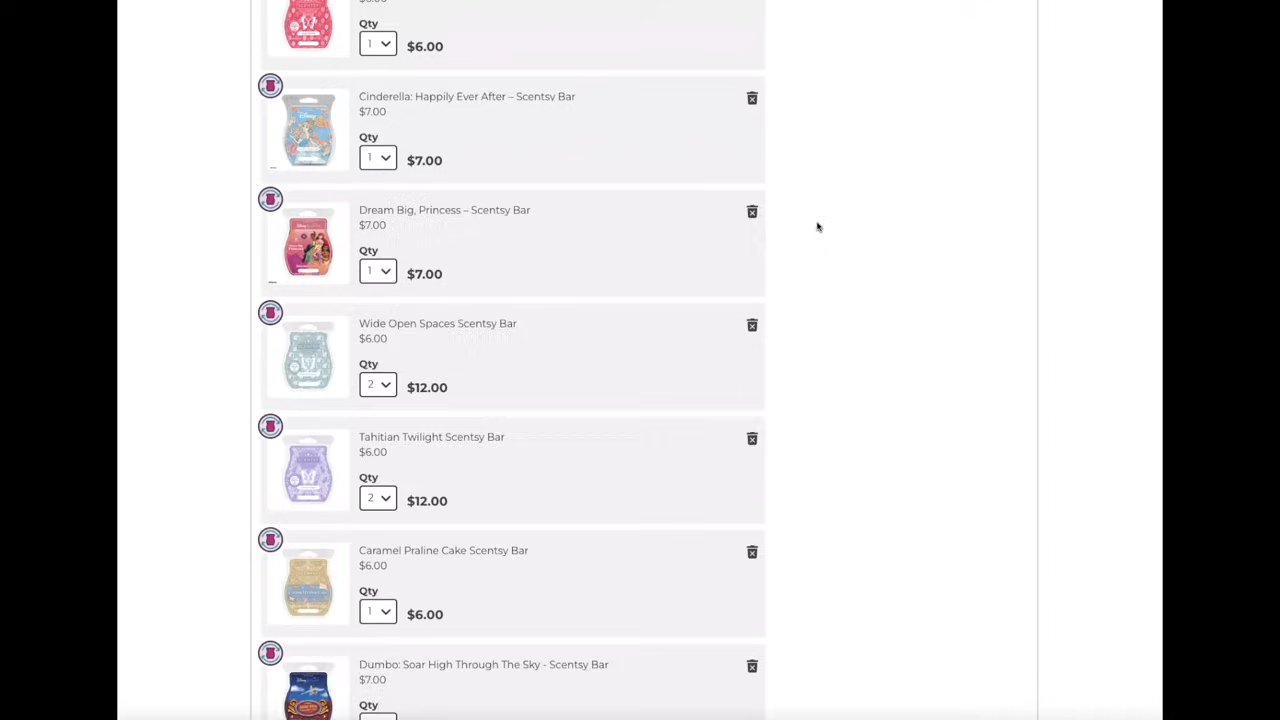 Qty
1
$6.00
Cinderella: Happily Ever After – Scentsy Bar
$7.00
Qty
1
$7.00
Dream Big, Princess – Scentsy Bar
$7.00
Qty
1
$7.00
Wide Open Spaces Scentsy Bar
$6.00
Qty
2
$12.00
Tahitian Twilight Scentsy Bar
$6.00
Qty
2
$12.00
Caramel Praline Cake Scentsy Bar
$6.00
Qty
1
$6.00
Dumbo: Soar High Through The Sky - Scentsy Bar
$7.00
Qty